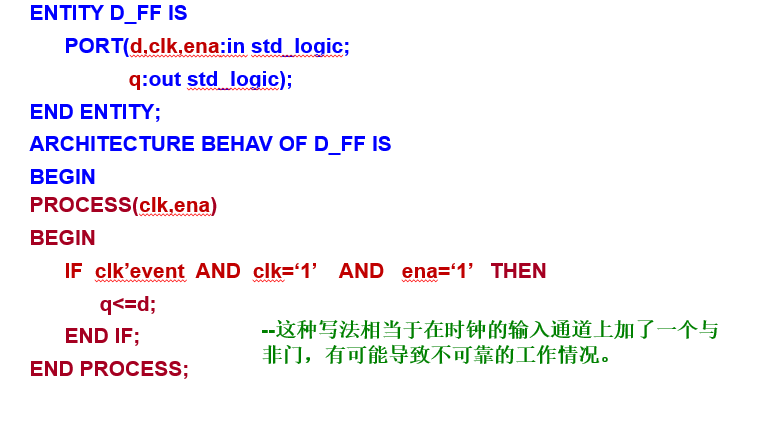 ENTITY D_FF IS
PORT(d,clk,ena:in std_logic;
q:out std_logic);
END ENTITY;
ARCHITECTURE BEHAV OF D_FF IS
BEGIN
PROCESS(clk,ena)
BEGIN
IF clk’event AND clk=‘1’ AND ena=‘1’ THEN
q<=d;
END IF;
--这种写法相当于在时钟的输入通道上加了一个与
非门，有可能导致不可靠的工作情况。
END PROCESS;